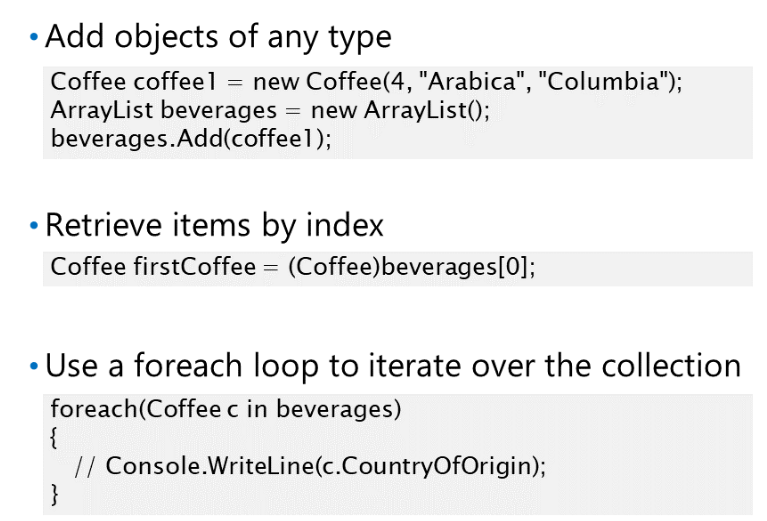 • Add objects of any type
Coffee coffee1 = new Coffee(4, "Arabica", "Columbia");
ArrayList beverages = new ArrayList();
beverages.Add(coffee1);
• Retrieve items by index
Coffee firstCoffee = (Coffee)beverages[0];
• Use a foreach loop to iterate over the collection
foreach(Coffee c in beverages)
{
// Console.WriteLine(c.CountryOfOrigin);
}